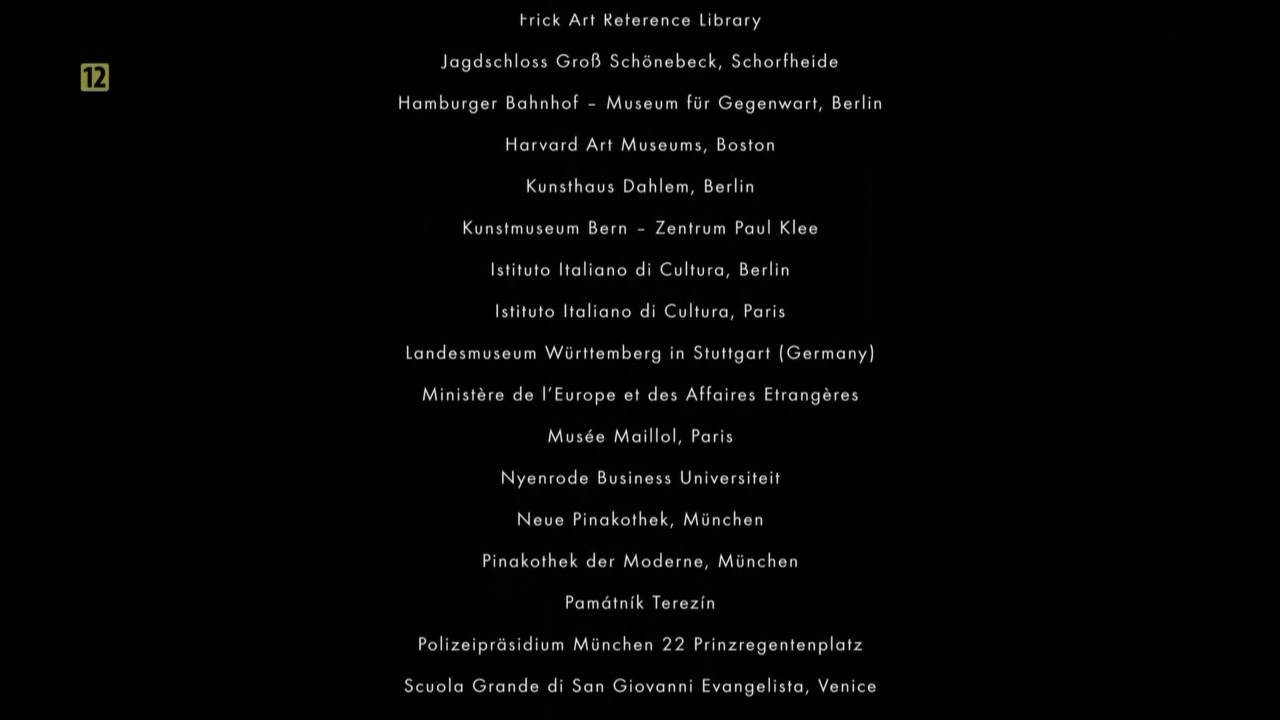 Frick Art Reference Library
Jagdschloss Groß Schönebeck, Schorfheide
12
Hamburger Bahnhof – Museum für Gegenwart, Berlin
Harvard Art Museums, Boston
Kunsthaus Dahlem, Berlin
Kunstmuseum Bern – Zentrum Paul Klee
Istituto Italiano di Cultura, Berlin
Istituto Italiano di Cultura, Paris
Landesmuseum Württemberg in Stuttgart (Germany)
Ministère de l’Europe et des Affaires Etrangères
Musée Maillol, Paris
Nyenrode Business Universiteit
Neue Pinakothek, München
Pinakothek der Moderne, München
Památník Terezín
Polizeipräsidium München 22 Prinzregentenplatz
Scuola Grande di San Giovanni Evangelista, Venice